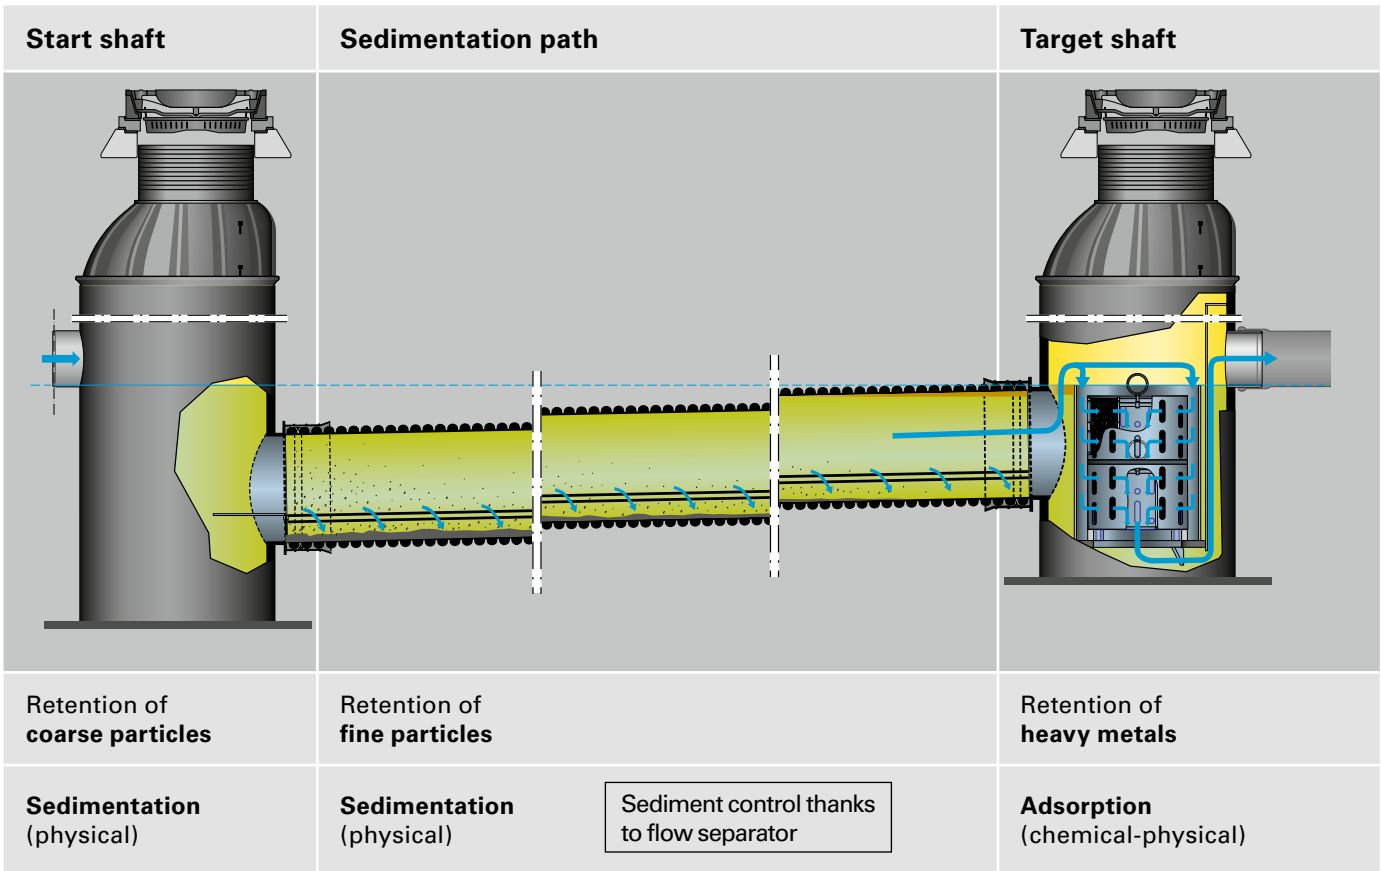 Start shaft
Sedimentation path
Target shaft
Retention of
coarse particles
Retention of
fine particles
Retention of
heavy metals
Sedimentation
(physical)
Sedimentation
(physical)
Sediment control thanks
to flow separator
Adsorption
(chemical-physical)